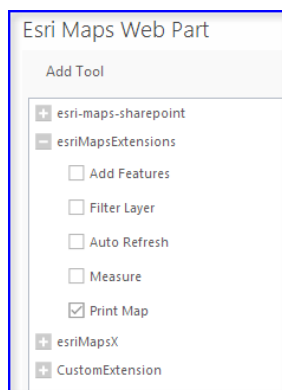 Esri Maps Web Part
Add Tool
esri-maps-sharepoint
esriMapsExtensions
Add Features
Filter Layer
Auto Refresh
Measure
Print Map
esriMapsX
CustomExtension